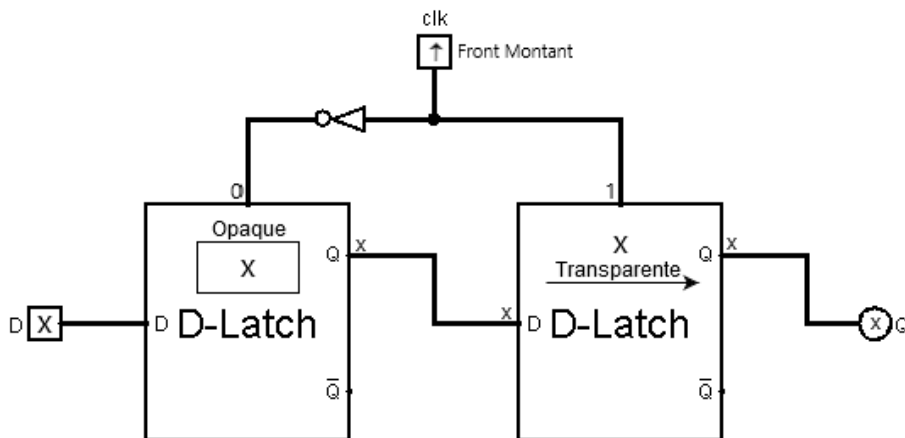 clk
↑ Front Montant
0
1
Opaque
X
Q x
X
Transparente
Q x
D X
D D-Latch
x D D-Latch
x Q
Q̅
Q̅